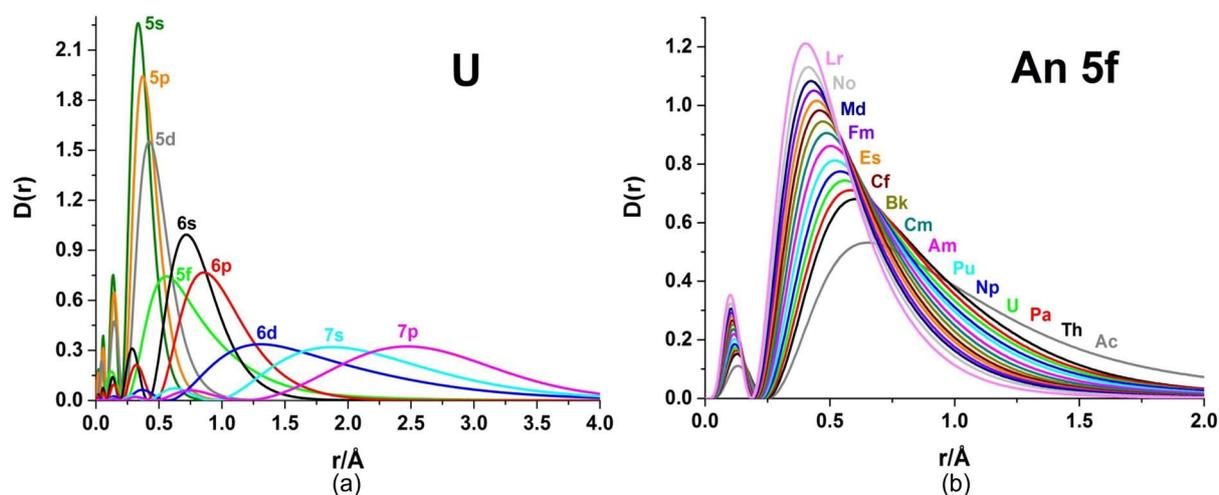 U
D(r)
2.1
1.8
1.5
1.2
0.9
0.6
0.3
0.0
5s
5p
5d
6s
5f
6p
6d
7s
7p
0.0 0.5 1.0 1.5 2.0 2.5 3.0 3.5 4.0
r/Å
(a)
An 5f
D(r)
1.2
1.0
0.8
0.6
0.4
0.2
0.0
Lr
No
Md
Fm
Es
Cf
Bk
Cm
Am
Pu
Np
U
Pa
Th
Ac
0.0 0.5 1.0 1.5 2.0
r/Å
(b)